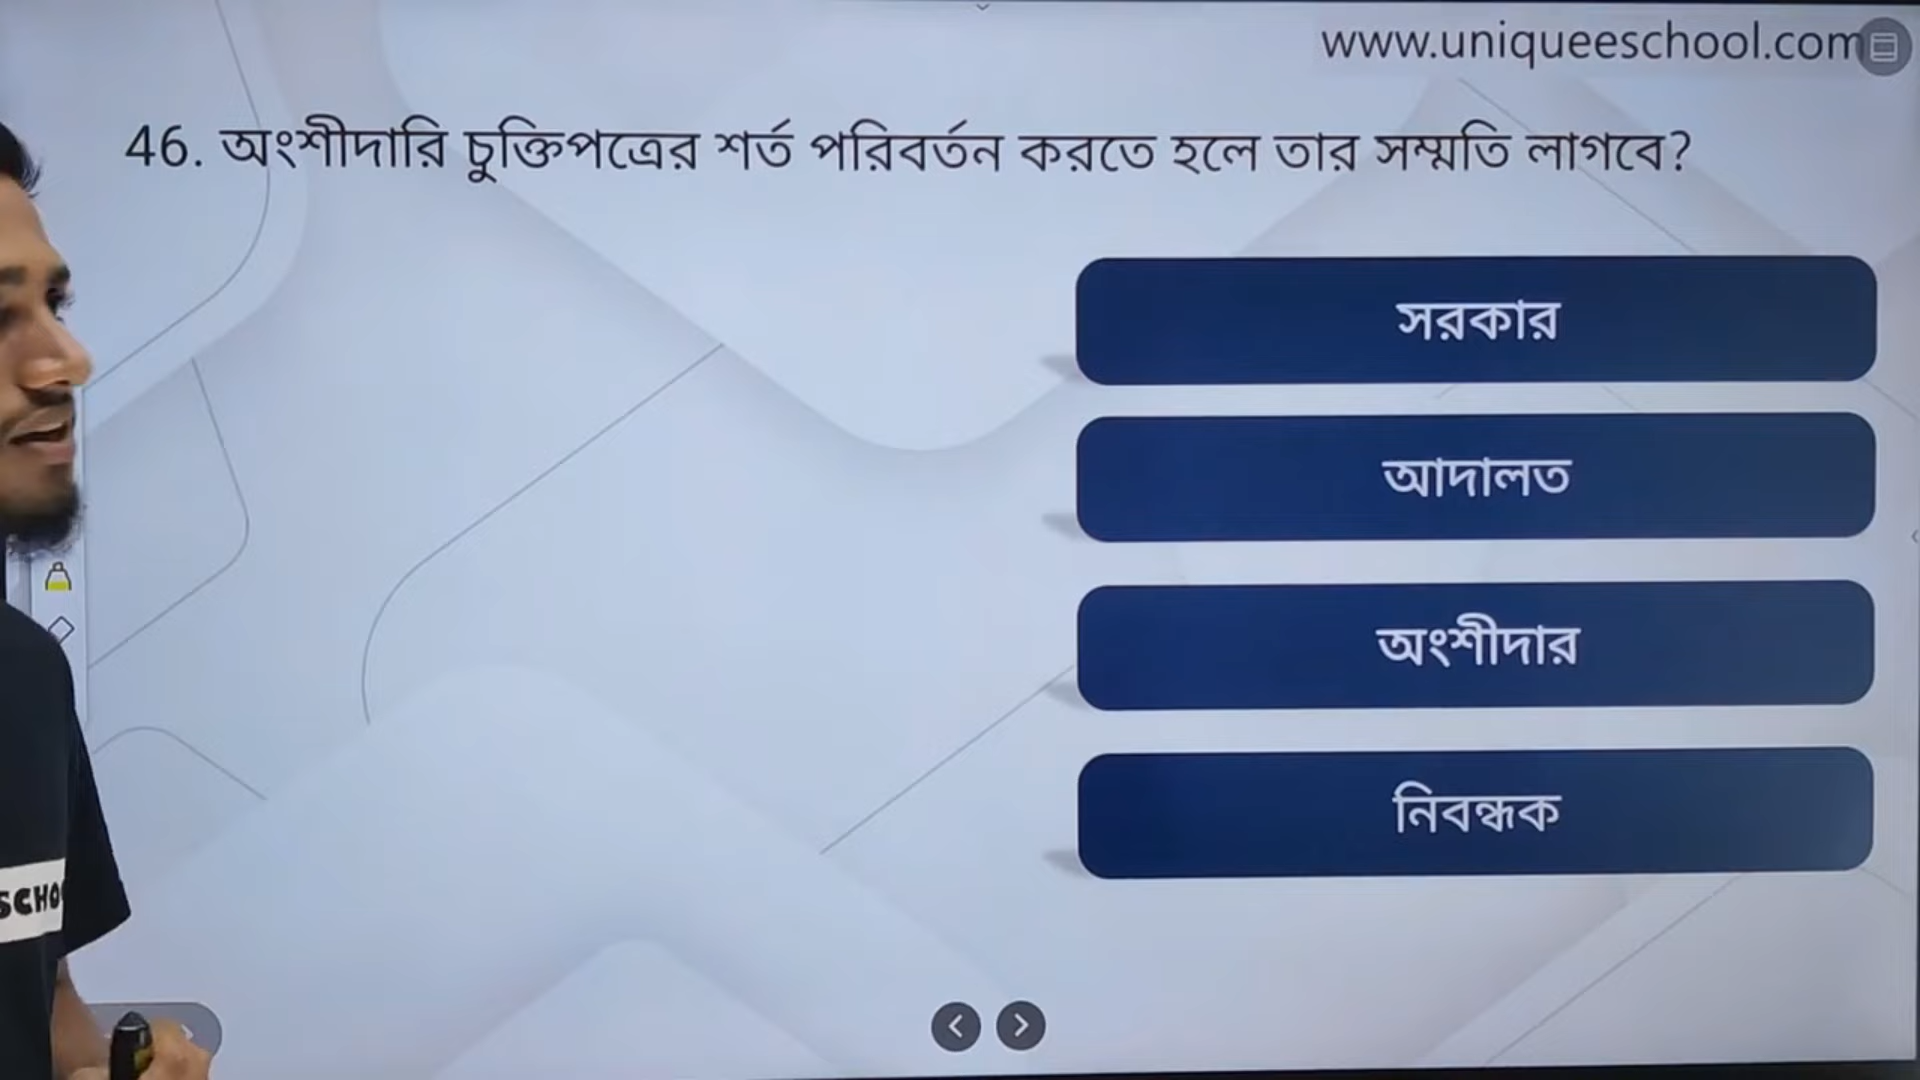 www.uniqueeschool.com
46. অংশীদারি চুক্তিপত্রের শর্ত পরিবর্তন করতে হলে তার সম্মতি লাগবে?
সরকার
আদালত
অংশীদার
নিবন্ধক
SCHO